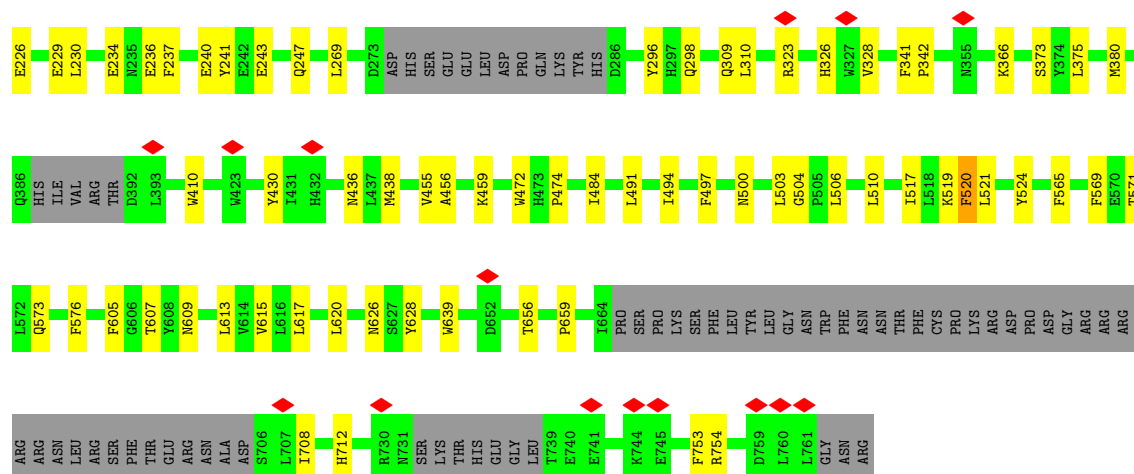 E226 E229 L230 E234 N235 E236 F237 E240 Y241 E242 E243 Q247 L269 D273 ASP HIS SER GLU GLU LEU ASP PRO GLN LYS TYR HIS D286 Y296 H297 Q298 Q309 L310 R323 H326 W327 V328 F341 P342 N355 K366 S373 Y374 L375 M380
Q386 HIS ILE VAL ARG THR D392 L393 W410 W423 Y430 I431 H432 N436 L437 M438 V455 A456 K459 W472 H473 P474 I484 L491 I494 F497 N500 L503 G504 P505 L506 L510 I517 L518 K519 F520 L521 Y524 F565 F569 E570 T571
L572 Q573 F576 F605 G606 T607 Y608 N609 L613 V614 V615 L616 L617 L620 N626 S627 Y628 W639 D652 T656 P659 I664 PRO SER PRO LYS SER PHE LEU TYR LEU GLY ASN TRP PHE ASN ASN THR PHE CYS PRO LYS ARG ASP PRO ASP GLY ARG ARG ARG
ARG ARG ASN LEU ARG SER PHE THR GLU ARG ASN ALA ASP S706 L707 I708 H712 R730 N731 SER LYS THR HIS GLU GLY LEU T739 E740 E741 K744 E745 F753 R754 D759 L760 L761 GLY ASN ARG